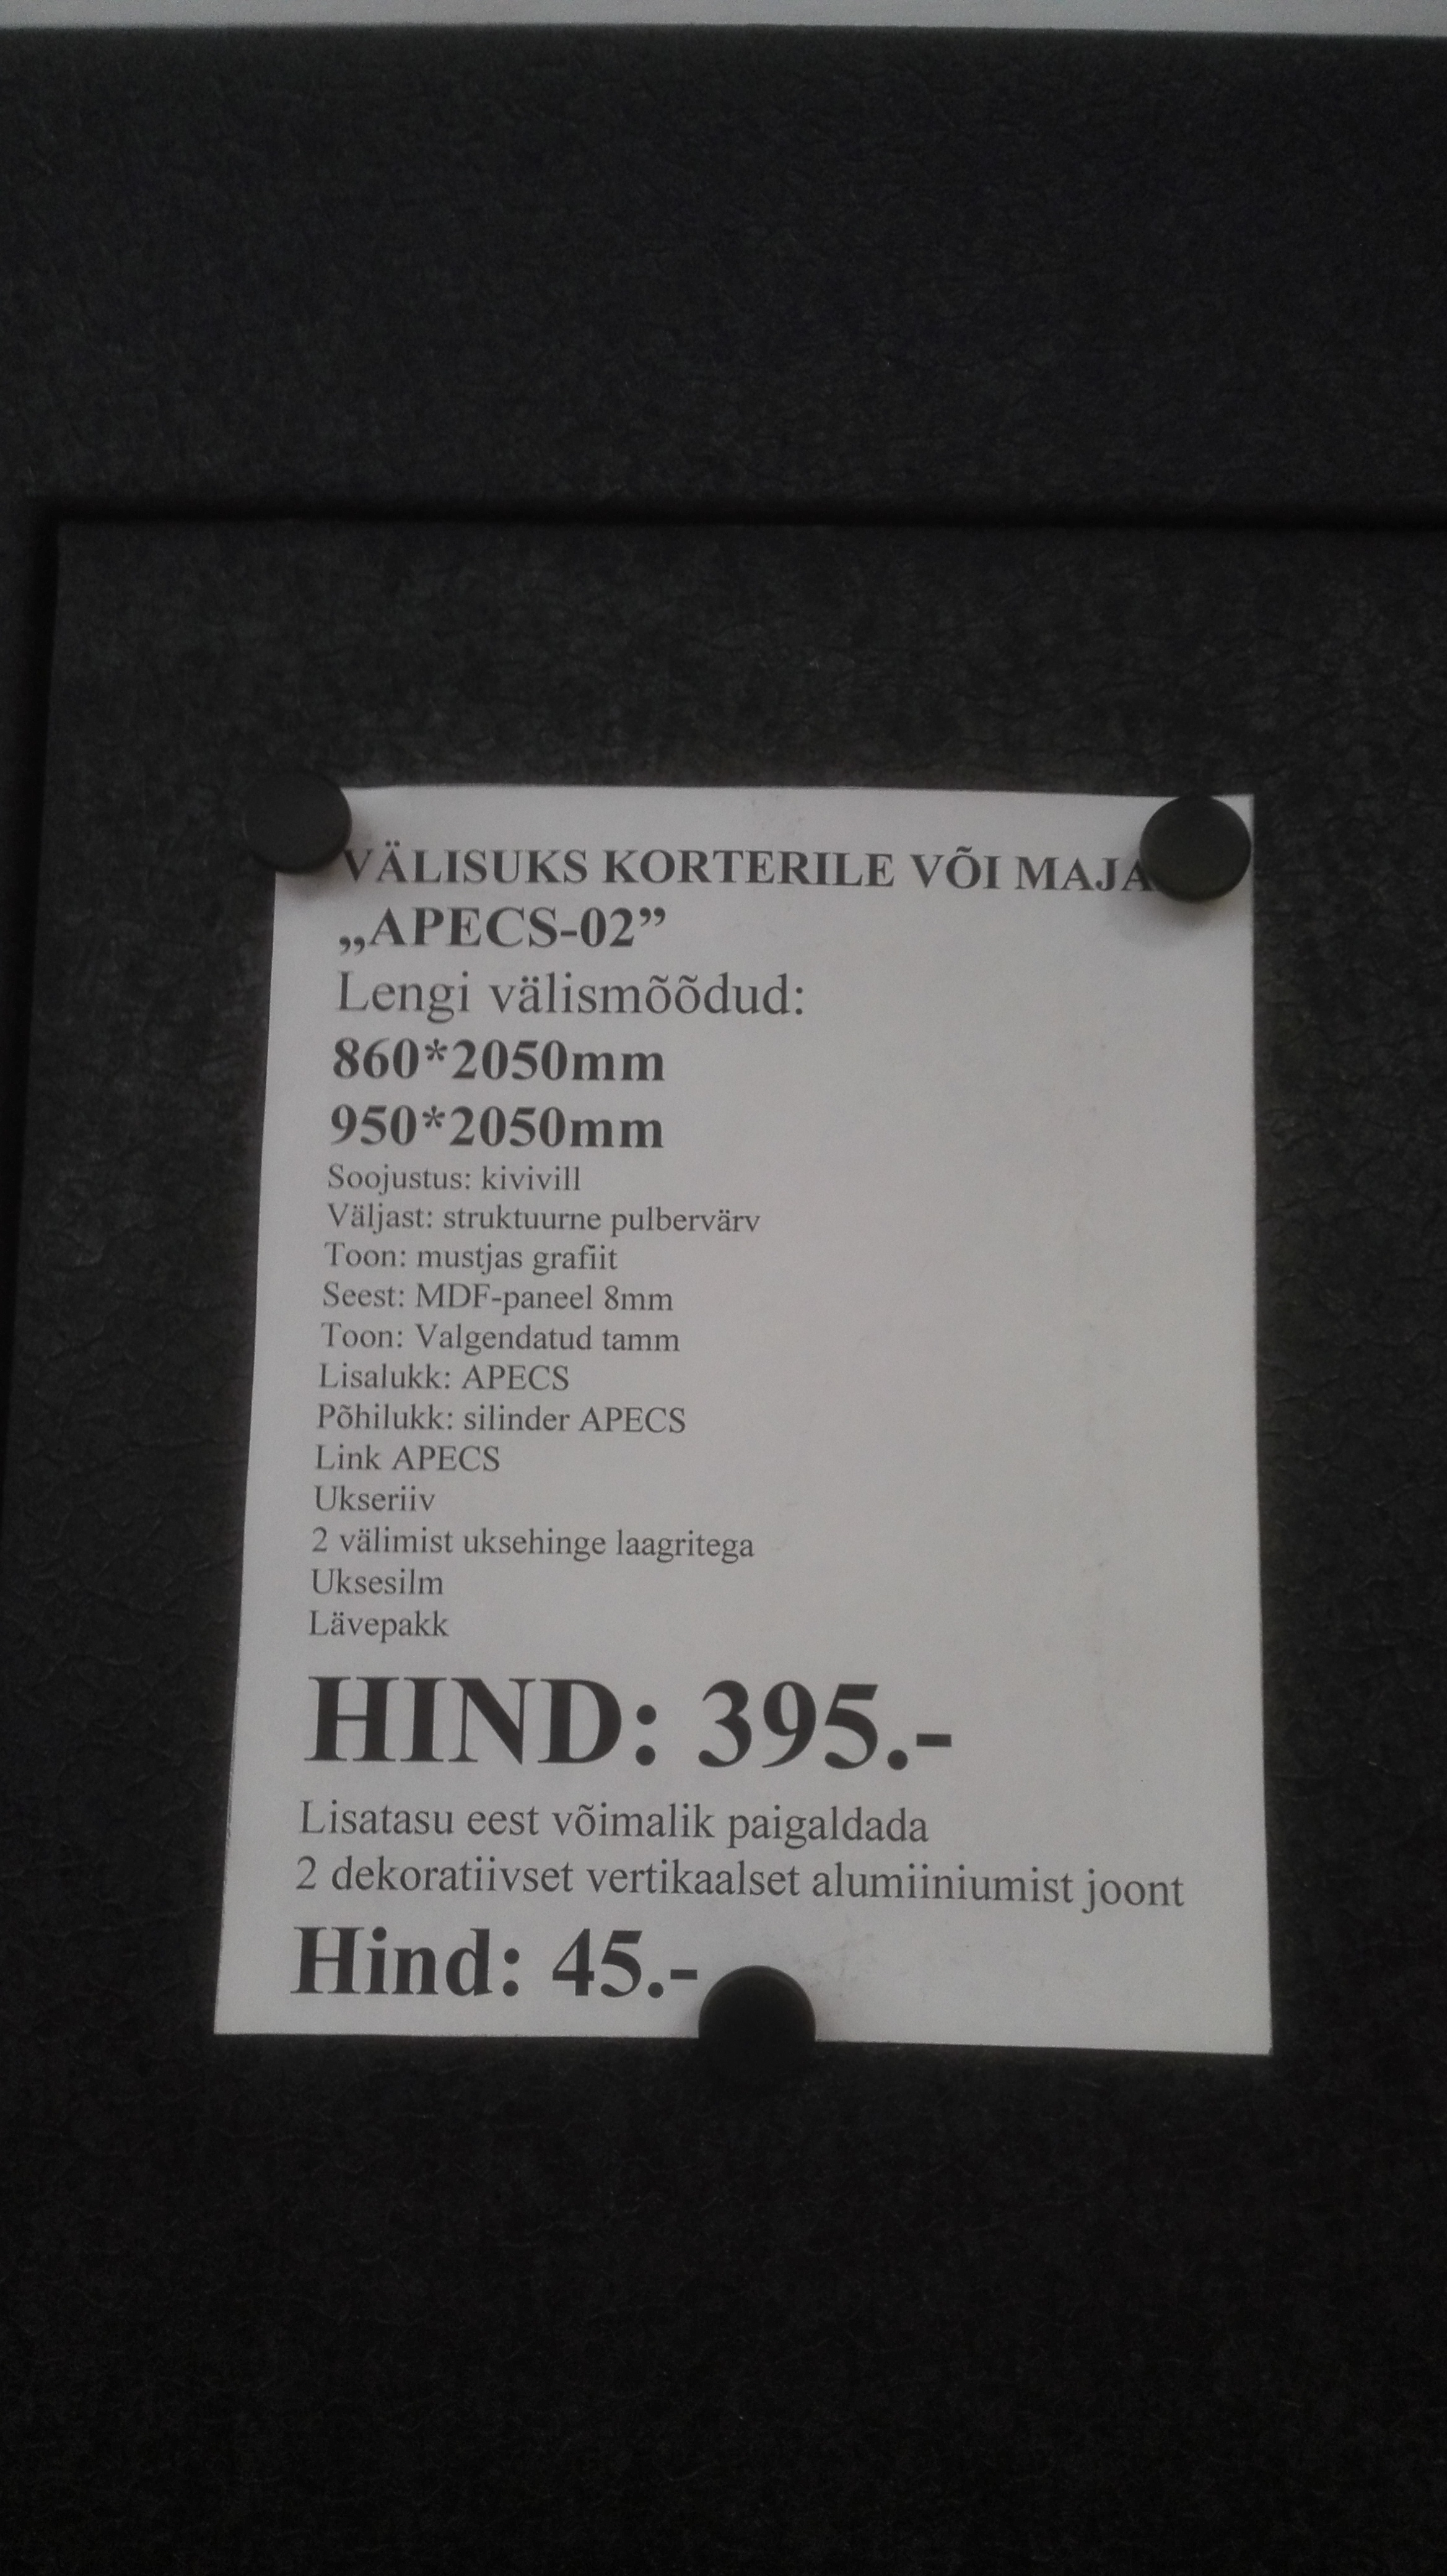 VÄLISUKS KORTERILE VÕI MAJA
„APECS-02”
Lengi välismõõdud:
860*2050mm
950*2050mm
Soojustus: kivivill
Väljast: struktuurne pulbervärv
Toon: mustjas grafiit
Seest: MDF-paneel 8mm
Toon: Valgendatud tamm
Lisalukk: APECS
Põhilukk: silinder APECS
Link APECS
Ukseriiv
2 välimist uksehinge laagritega
Uksesilm
Lävepakk
HIND: 395.-
Lisatasu eest võimalik paigaldada
2 dekoratiivset vertikaalset alumiiniumist joont
Hind: 45.-